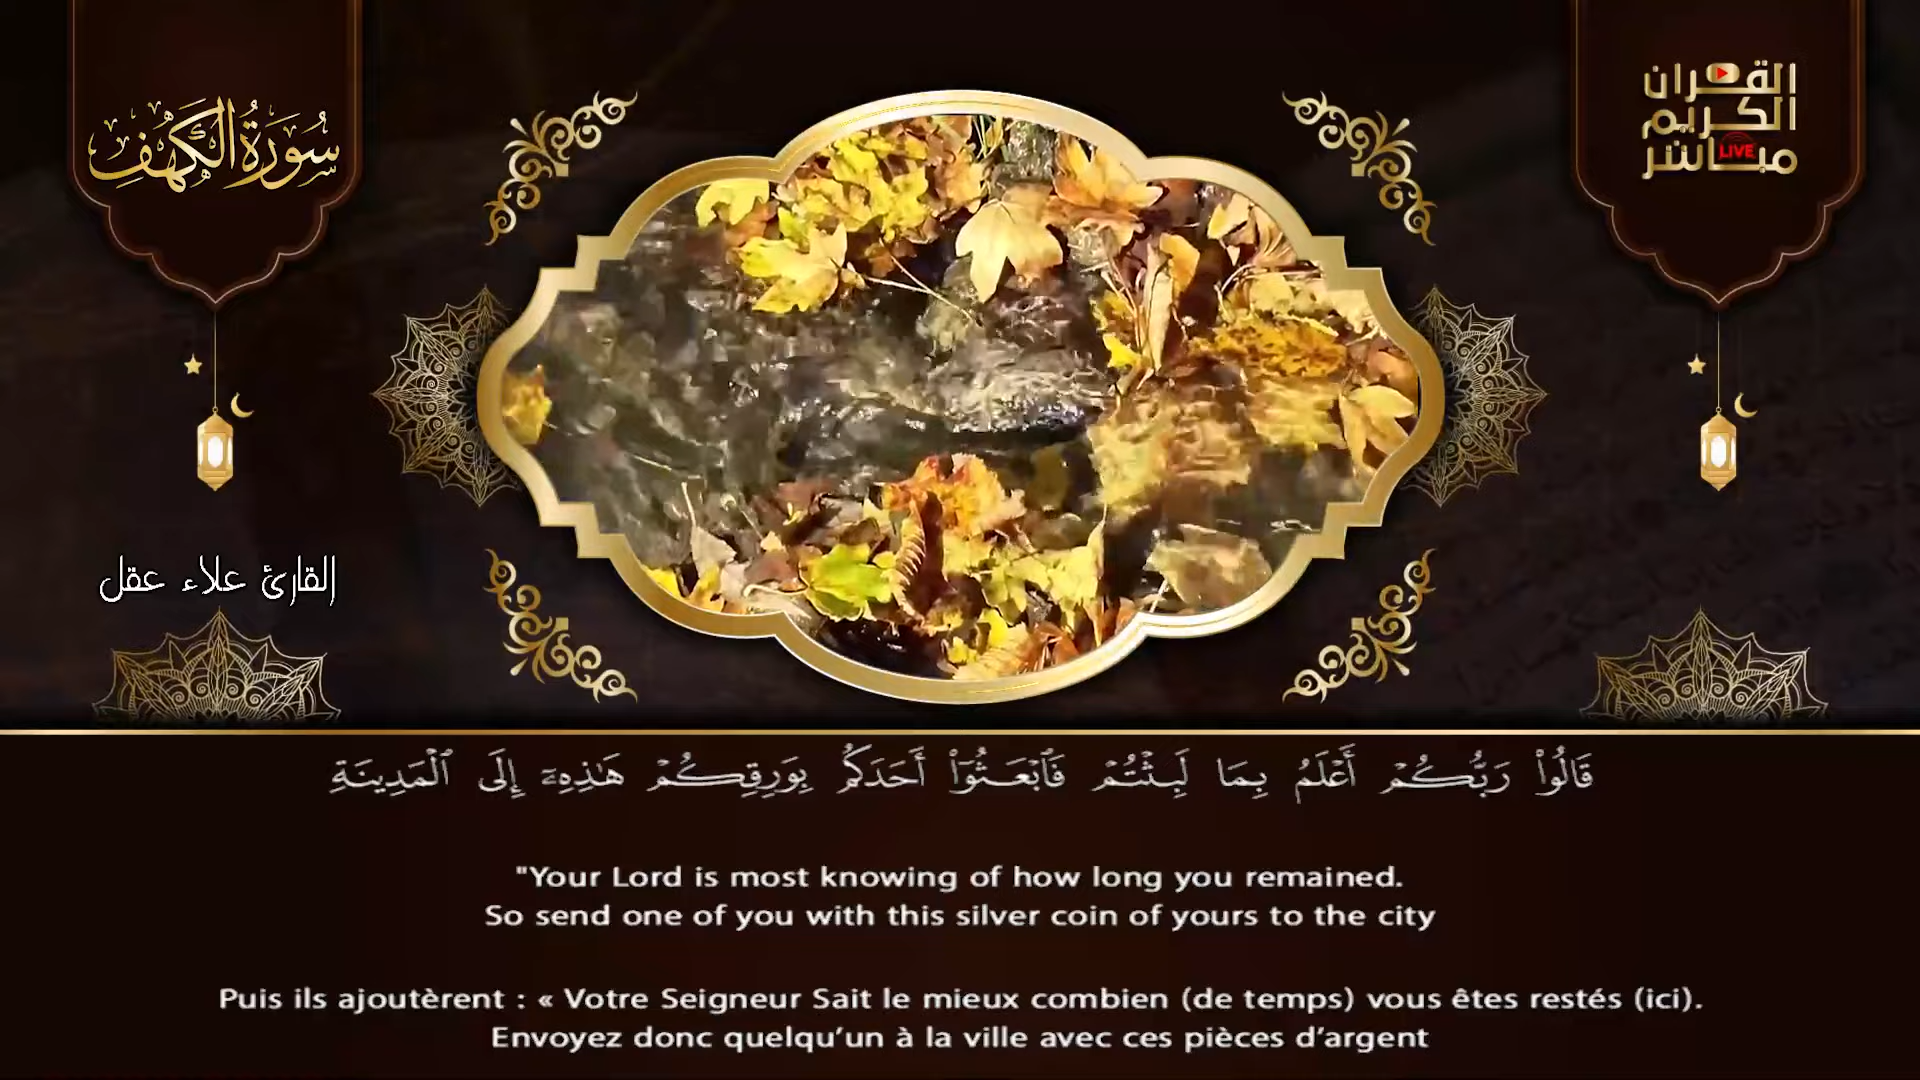 سُورَةُ الكَهْفِ
القران
الكريم
مباشر
LIVE
القارئ علاء عقل
قَالُوا۟ رَبُّكُمْ أَعْلَمُ بِمَا لَبِثْتُمْ فَٱبْعَثُوٓا۟ أَحَدَكُم بِوَرِقِكُمْ هَـٰذِهِۦٓ إِلَى ٱلْمَدِينَةِ
"Your Lord is most knowing of how long you remained.
So send one of you with this silver coin of yours to the city
Puis ils ajoutèrent : « Votre Seigneur Sait le mieux combien (de temps) vous êtes restés (ici).
Envoyez donc quelqu’un à la ville avec ces pièces d’argent